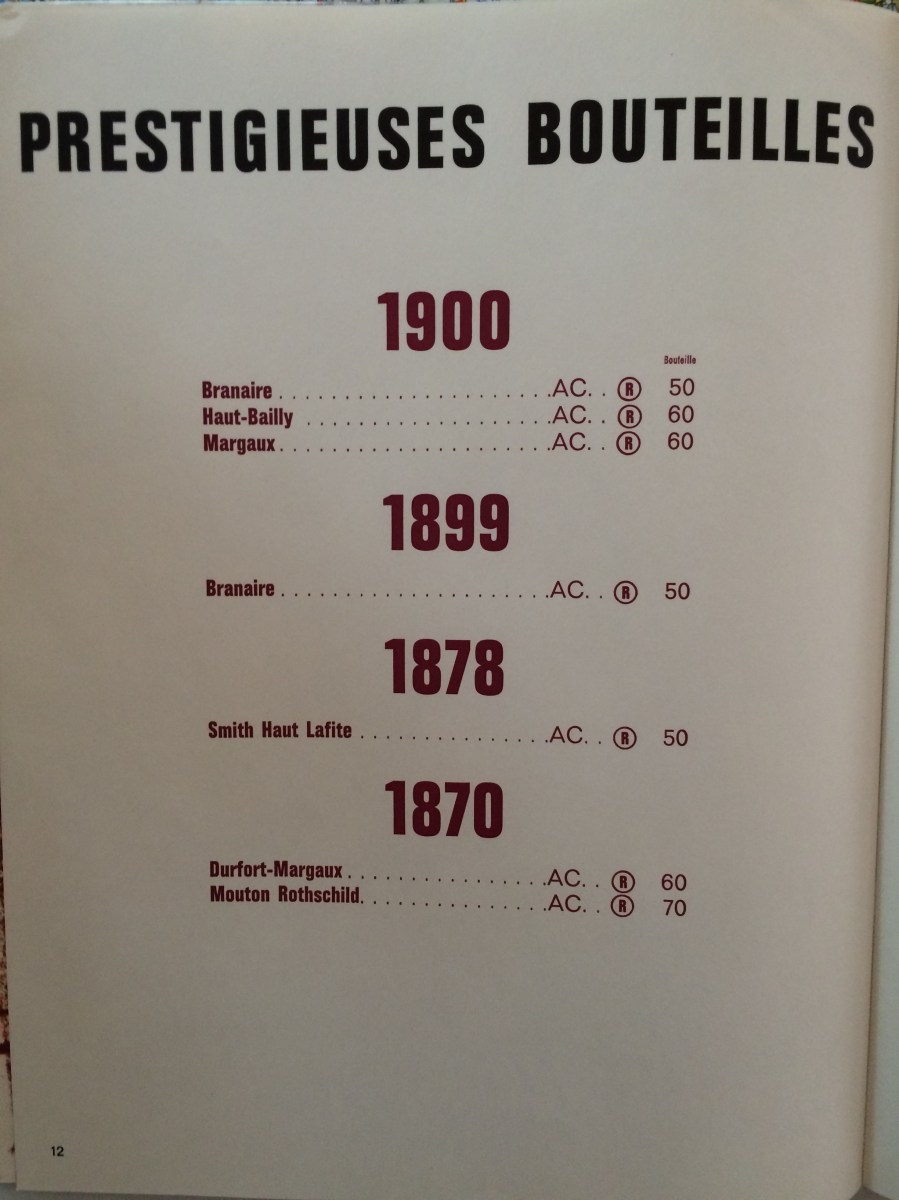 PRESTIGIEUSES BOUTEILLES
1900
Bouteille
Branaire . . . . . . . . . . . . . . . . . . . . .AC. . Ⓡ 50
Haut-Bailly . . . . . . . . . . . . . . . . . . .AC. . Ⓡ 60
Margaux . . . . . . . . . . . . . . . . . . . . .AC. . Ⓡ 60
1899
Branaire . . . . . . . . . . . . . . . . . . . . .AC. . Ⓡ 50
1878
Smith Haut Lafite . . . . . . . . . . . . . . .AC. . Ⓡ 50
1870
Durfort-Margaux . . . . . . . . . . . . . . . .AC. . Ⓡ 60
Mouton Rothschild. . . . . . . . . . . . . . .AC. . Ⓡ 70
12